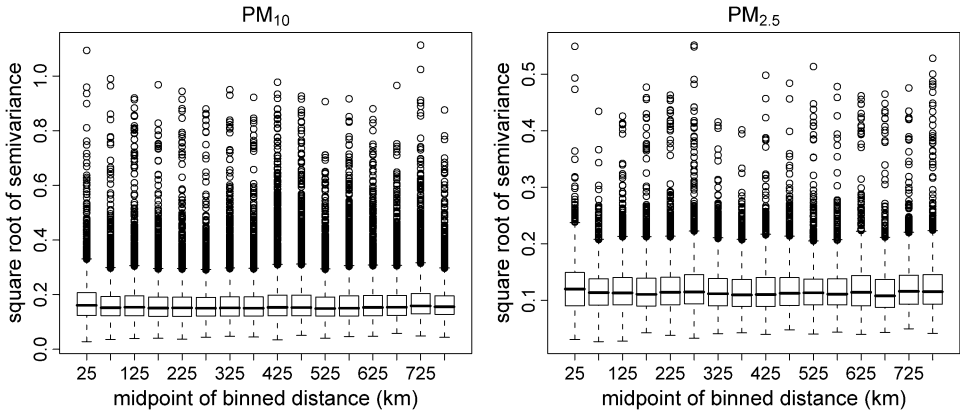 PM10
square root of semivariance
1.0
0.8
0.6
0.4
0.2
0.0
25 125 225 325 425 525 625 725
midpoint of binned distance (km)
PM2.5
square root of semivariance
0.5
0.4
0.3
0.2
0.1
25 125 225 325 425 525 625 725
midpoint of binned distance (km)